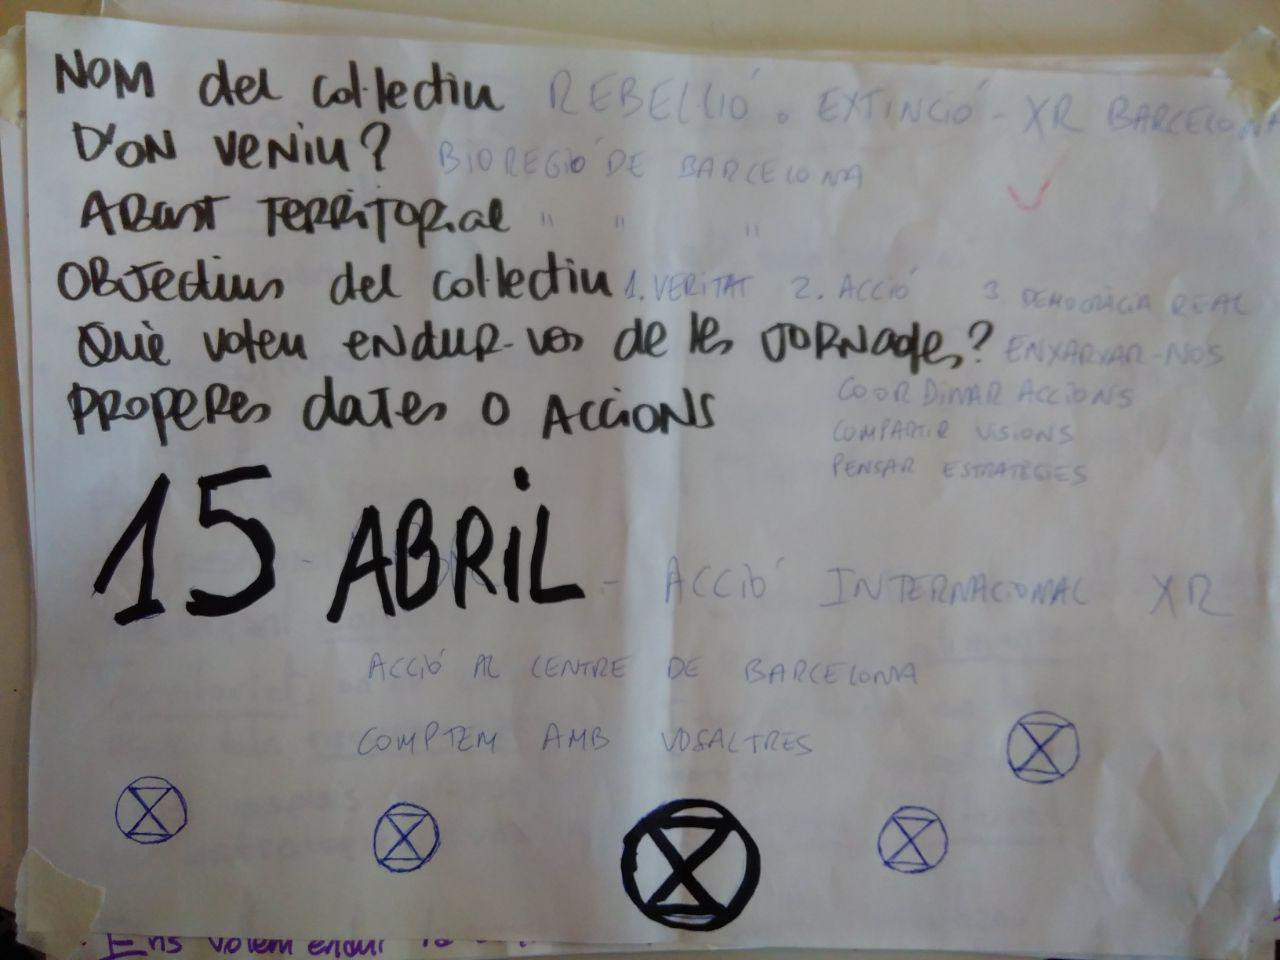 NOM del col·lectiu REBEL·LIÓ o EXTINCIÓ - XR BARCELONA
D'ON VENIU? BIOREGIÓ DE BARCELONA
ABAST TERRITORIAL " " "
OBJECTIUS del col·lectiu 1. VERITAT 2. ACCIÓ 3. DEMOCRÀCIA REAL
QUÈ voleu ENDUR-vos de les JORNADES? ENXARXAR-NOS
COORDINAR ACCIONS
PROPERES dates o ACCIONS
COMPARTIR VISIONS
PENSAR ESTRATÈGIES
15 ABRIL - ACCIÓ INTERNACIONAL XR
ACCIÓ AL CENTRE DE BARCELONA
COMPTEM AMB VOSALTRES
Ens volem endur